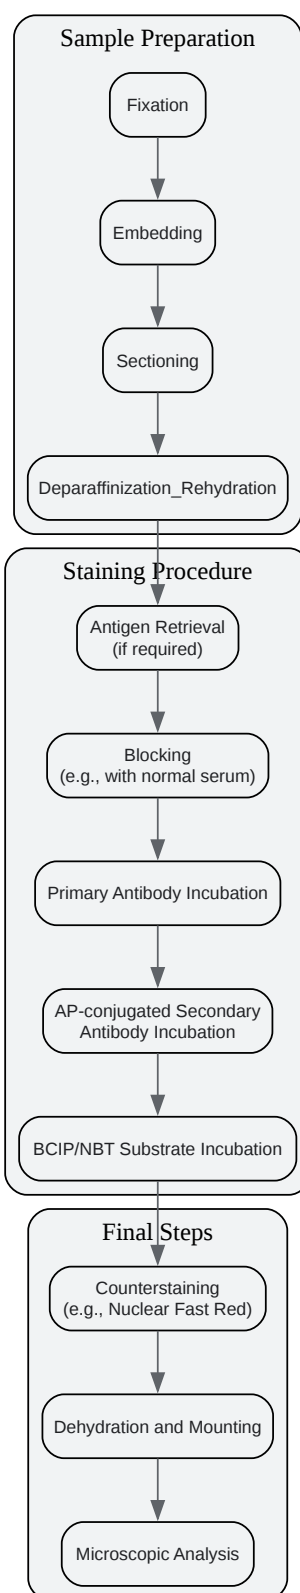 Sample Preparation
Fixation
Embedding
Sectioning
Deparaffinization_Rehydration
Staining Procedure
Antigen Retrieval
(if required)
Blocking
(e.g., with normal serum)
Primary Antibody Incubation
AP-conjugated Secondary
Antibody Incubation
BCIP/NBT Substrate Incubation
Final Steps
Counterstaining
(e.g., Nuclear Fast Red)
Dehydration and Mounting
Microscopic Analysis